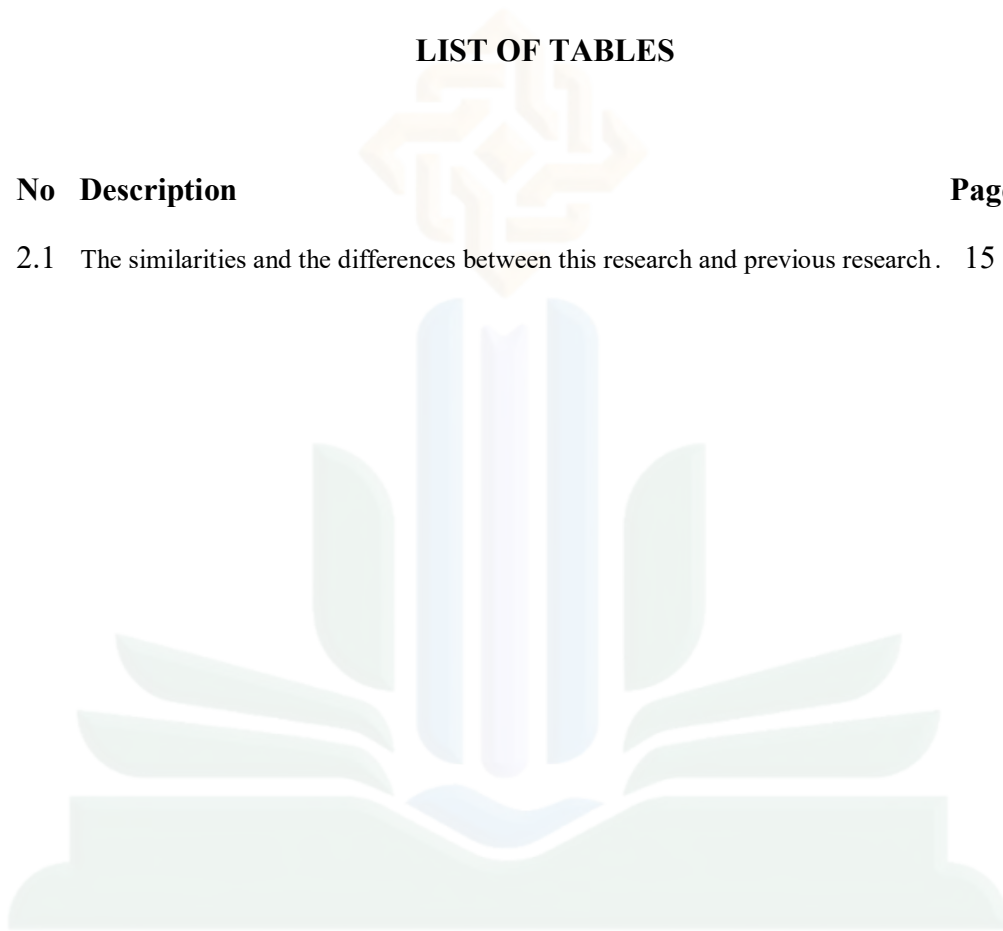 LIST OF TABLES
No Description Pag
2.1 The similarities and the differences between this research and previous research. 15